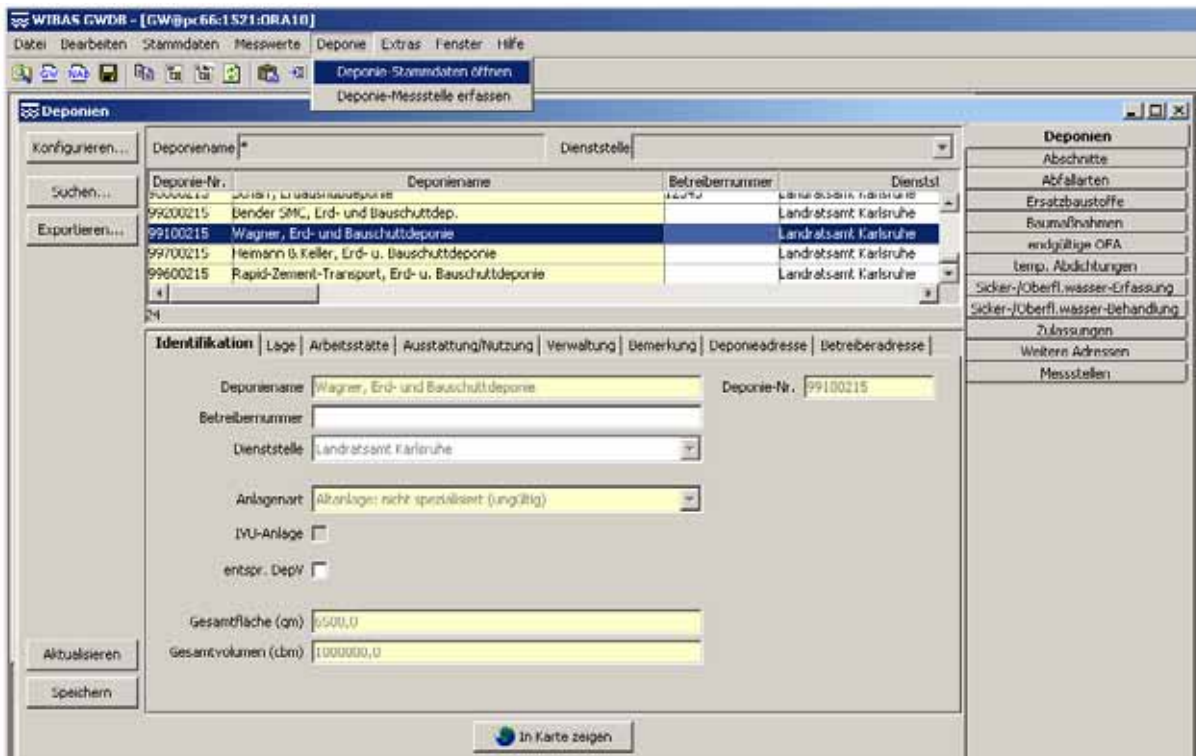 WIBAS GWDB - [GW@pc66:1521:ORA10]
Datei Bearbeiten Stammdaten Messwerte Deponie Extras Fenster Hilfe
Deponie-Stammdaten öffnen
Deponie-Messstelle erfassen
Deponien
Konfigurieren...
Suchen...
Exportieren...
Deponiename * Dienststelle
Deponie-Nr. Deponiename Betreibernummer Dienstst
12345 Landratsamt Karlsruhe
99200215 Bender SMC, Erd- und Bauschuttdep. Landratsamt Karlsruhe
99100215 Wagner, Erd- und Bauschuttdeponie Landratsamt Karlsruhe
99700215 Heimann & Keller, Erd- u. Bauschuttdeponie Landratsamt Karlsruhe
99600215 Rapid-Zement-Transport, Erd- u. Bauschuttdeponie Landratsamt Karlsruhe
24
Identifikation Lage Arbeitsstätte Ausstattung/Nutzung Verwaltung Bemerkung Deponieadresse Betreiberadresse
Deponiename Wagner, Erd- und Bauschuttdeponie Deponie-Nr. 99100215
Betreibernummer
Dienststelle Landratsamt Karlsruhe
Anlagenart Altanlage: nicht spezialisiert (ungültig)
IVU-Anlage
entspr. DepV
Gesamtfläche (qm) 6500,0
Gesamtvolumen (cbm) 1000000,0
Aktualisieren
Speichern
In Karte zeigen
Deponien
Abschnitte
Abfallarten
Ersatzbaustoffe
Baumaßnahmen
endgültige OFA
temp. Abdichtungen
Sicker-/Oberfl.wasser-Erfassung
Sicker-/Oberfl.wasser-Behandlung
Zulassungen
Weitere Adressen
Messstellen